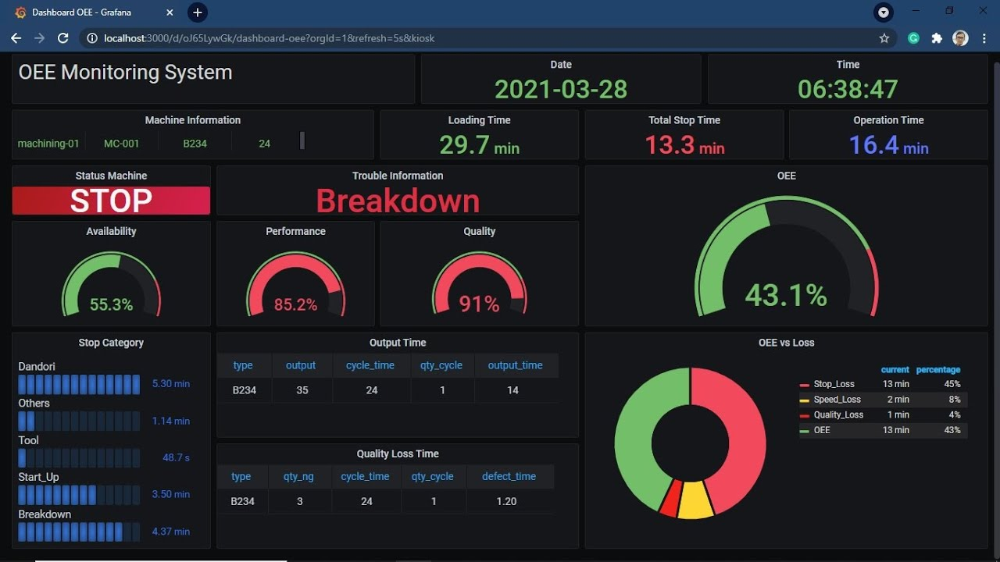 Dashboard OEE - Grafana
localhost:3000/d/oJ65LywGk/dashboard-oee?orgId=1&refresh=5s&kiosk
OEE Monitoring System
Date
2021-03-28
Time
06:38:47
Machine Information
machining-01 MC-001 B234 24
Loading Time
29.7 min
Total Stop Time
13.3 min
Operation Time
16.4 min
Status Machine
STOP
Trouble Information
Breakdown
OEE
43.1%
Availability
55.3%
Performance
85.2%
Quality
91%
Stop Category
Dandori
5.30 min
Others
1.14 min
Tool
48.7 s
Start_Up
3.50 min
Breakdown
4.37 min
Output Time
type output cycle_time qty_cycle output_time
B234 35 24 1 14
Quality Loss Time
type qty_ng cycle_time qty_cycle defect_time
B234 3 24 1 1.20
OEE vs Loss
current percentage
Stop_Loss 13 min 45%
Speed_Loss 2 min 8%
Quality_Loss 1 min 4%
OEE 13 min 43%